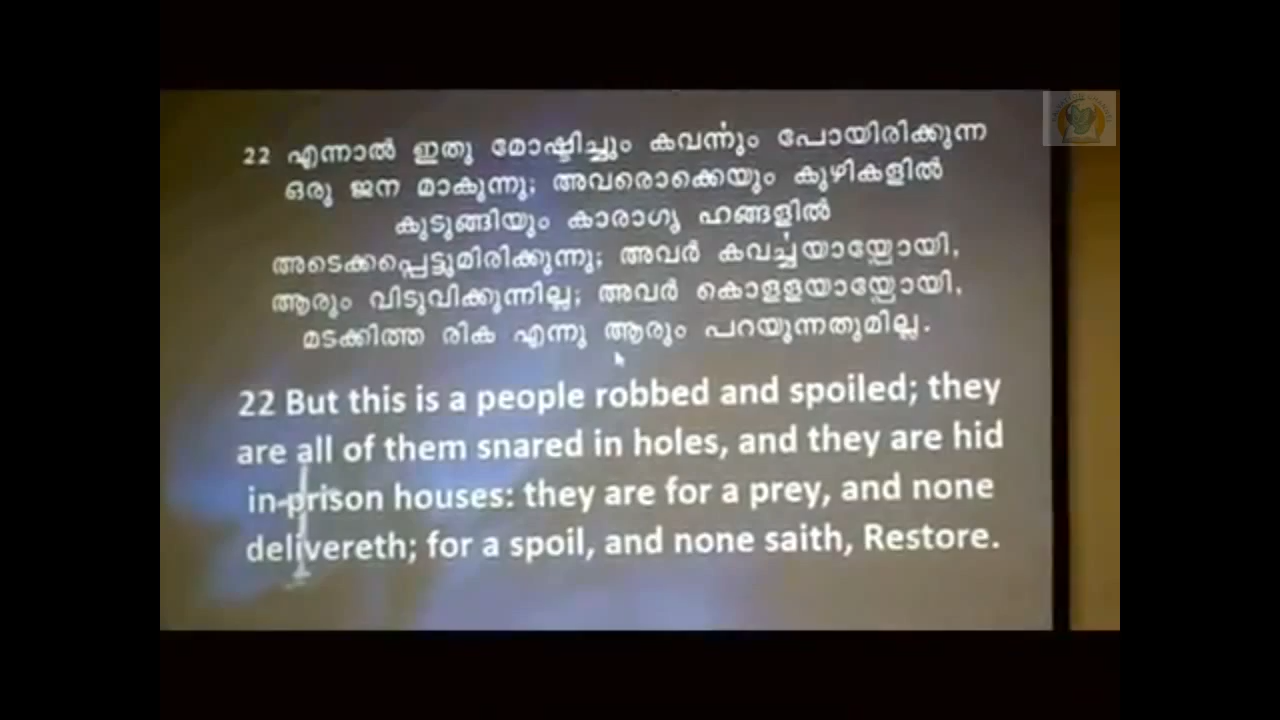 22 എന്നാൽ ഇതു മോഷ്ടിച്ചും കവൎന്നും പോയിരിക്കുന്ന
ഒരു ജന മാകുന്നു; അവരൊക്കെയും കുഴികളിൽ
കുടുങ്ങിയും കാരാഗൃ ഹങ്ങളിൽ
അടെക്കപ്പെട്ടുമിരിക്കുന്നു; അവർ കവൎച്ചയായ്പോയി,
ആരും വിടുവിക്കുന്നില്ല; അവർ കൊളളയായ്പോയി,
മടക്കിത്ത രിക എന്നു ആരും പറയുന്നതുമില്ല.
22 But this is a people robbed and spoiled; they
are all of them snared in holes, and they are hid
in prison houses: they are for a prey, and none
delivereth; for a spoil, and none saith, Restore.